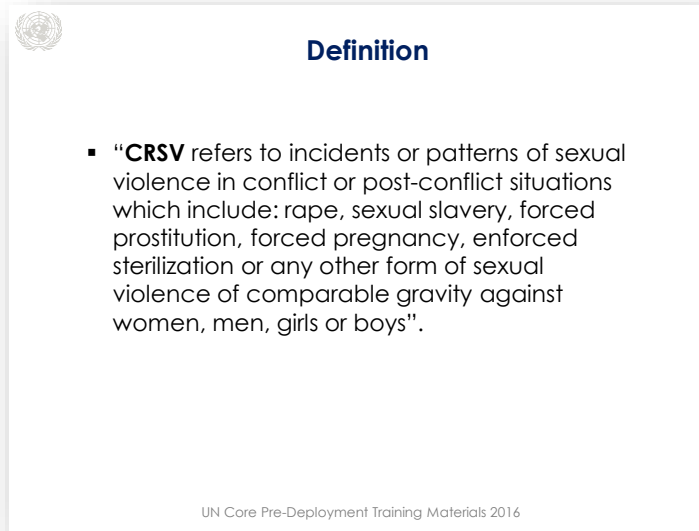 Definition
▪ “CRSV refers to incidents or patterns of sexual
violence in conflict or post-conflict situations
which include: rape, sexual slavery, forced
prostitution, forced pregnancy, enforced
sterilization or any other form of sexual
violence of comparable gravity against
women, men, girls or boys”.
UN Core Pre-Deployment Training Materials 2016